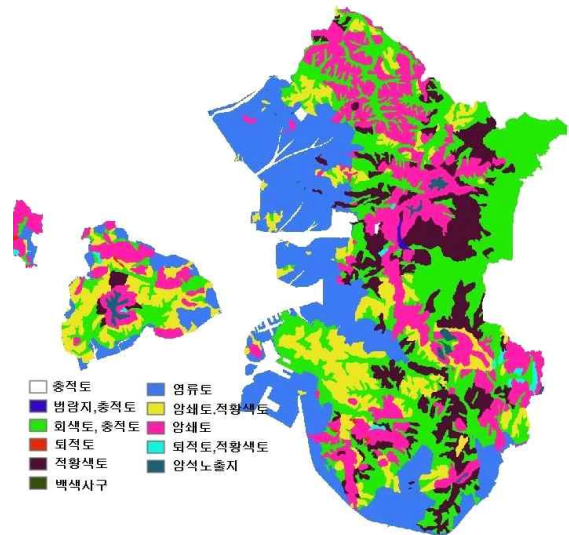 충적토
범람지,충적토
회색토, 충적토
퇴적토
적황색토
백색사구
염류토
암쇄토,적황색토
암쇄토
퇴적토,적황색토
암석노출지